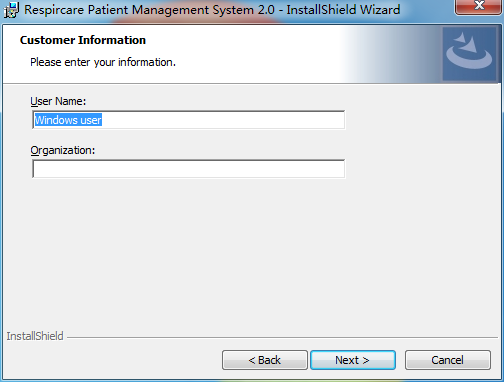 Respircare Patient Management System 2.0 - InstallShield Wizard
Customer Information
Please enter your information.
User Name:
Windows user
Organization:
InstallShield
< Back
Next >
Cancel